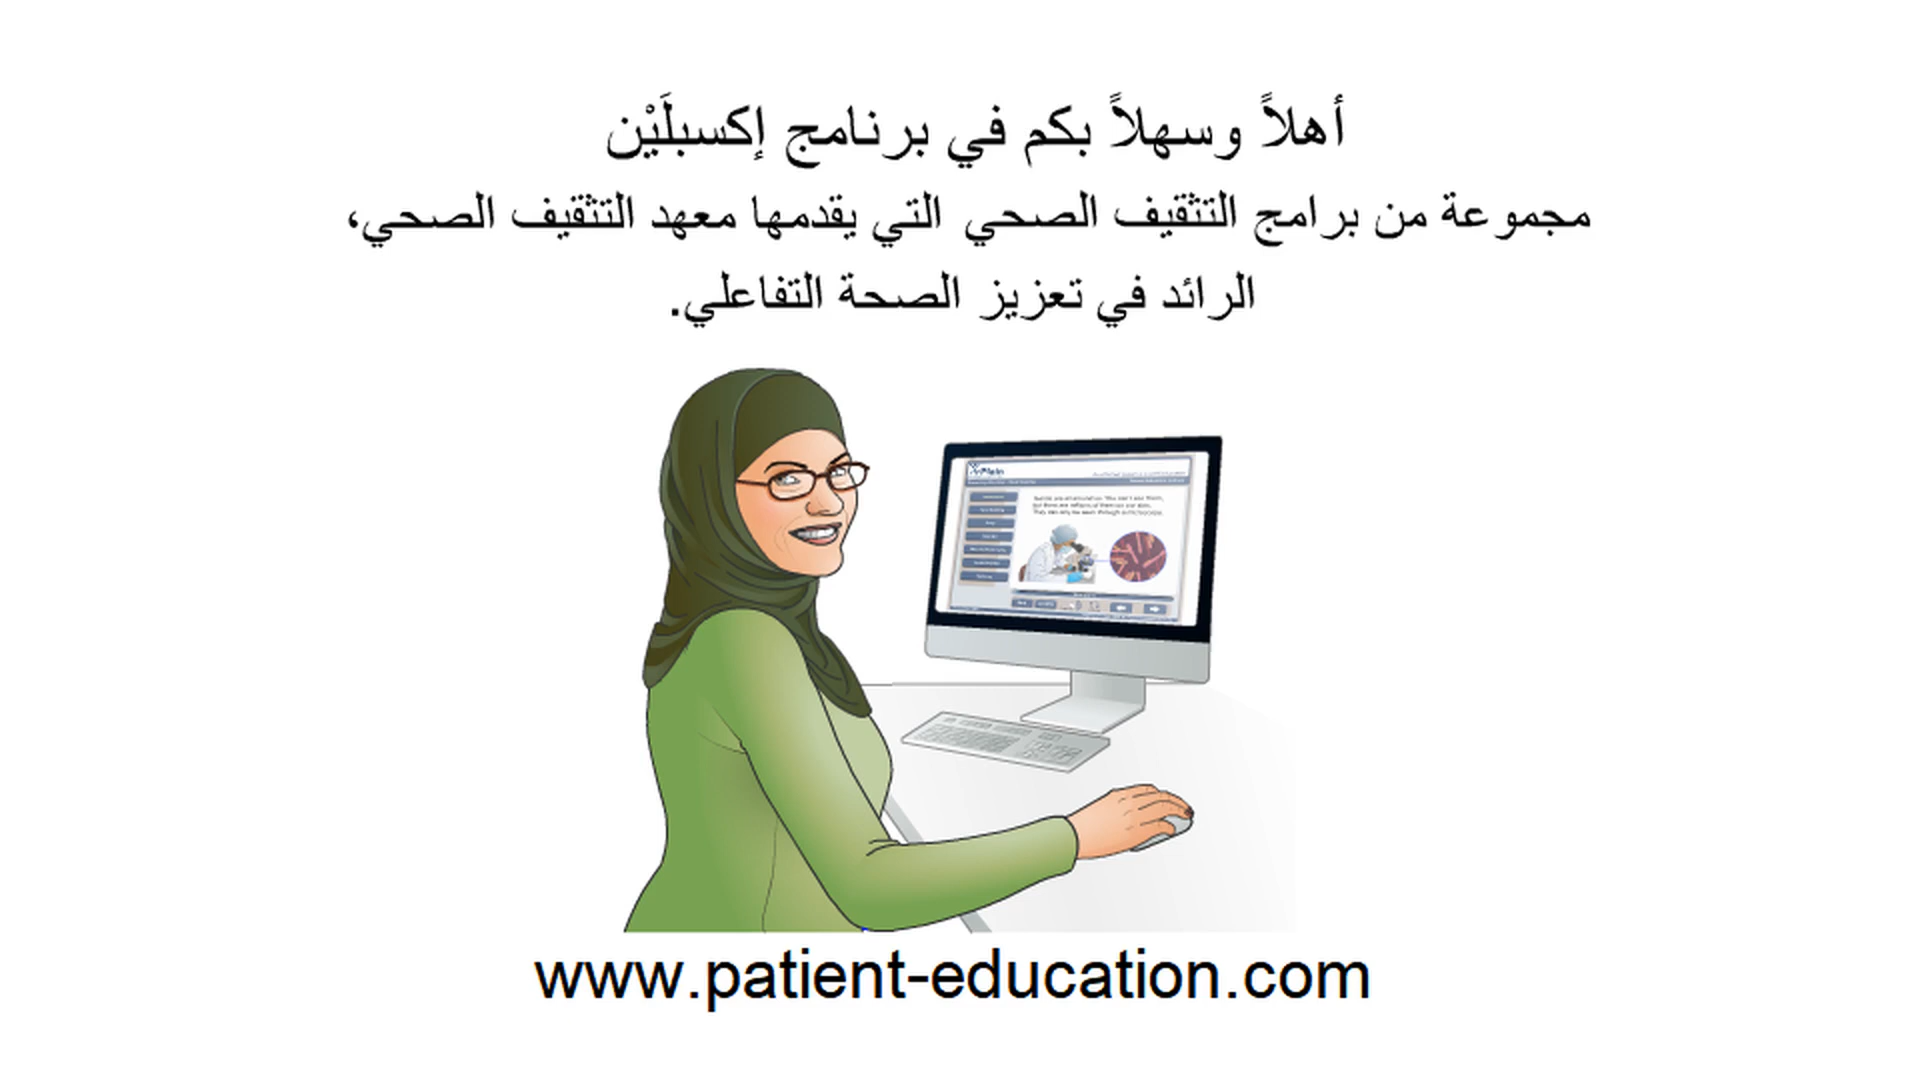 أهلاً وسهلاً بكم في برنامج إكسبلَيْن
مجموعة من برامج التثقيف الصحي التي يقدمها معهد التثقيف الصحي،
الرائد في تعزيز الصحة التفاعلي.
www.patient-education.com